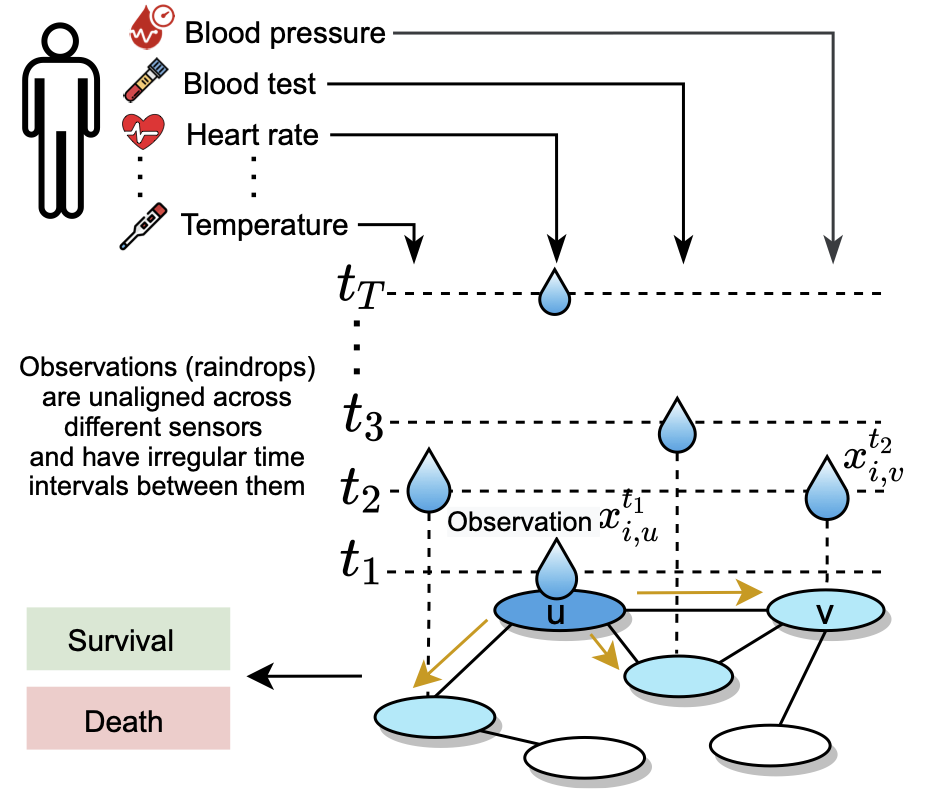 Blood pressure
Blood test
Heart rate
Temperature
t_T
Observations (raindrops)
are unaligned across
different sensors
and have irregular time
intervals between them
t_3
t_2
x_{i,v}^{t_2}
Observation x_{i,u}^{t_1}
t_1
u
v
Survival
Death